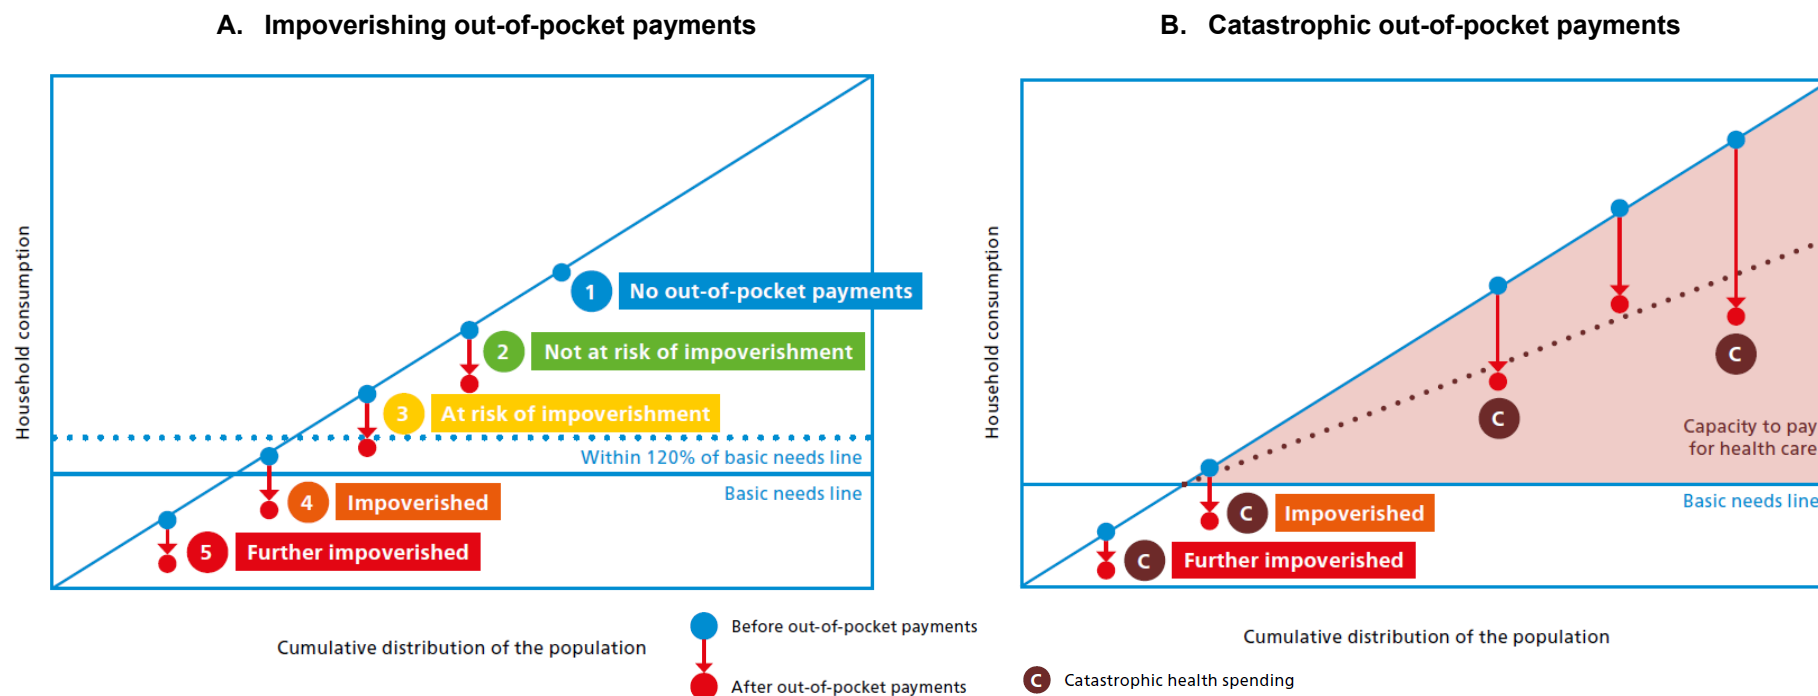 A. Impoverishing out-of-pocket payments
Household consumption
1 No out-of-pocket payments
2 Not at risk of impoverishment
3 At risk of impoverishment
Within 120% of basic needs line
Basic needs line
4 Impoverished
5 Further impoverished
Cumulative distribution of the population
Before out-of-pocket payments
After out-of-pocket payments
B. Catastrophic out-of-pocket payments
Household consumption
C
C
Capacity to pay
for health care
Basic needs line
C Impoverished
C Further impoverished
Cumulative distribution of the population
C Catastrophic health spending